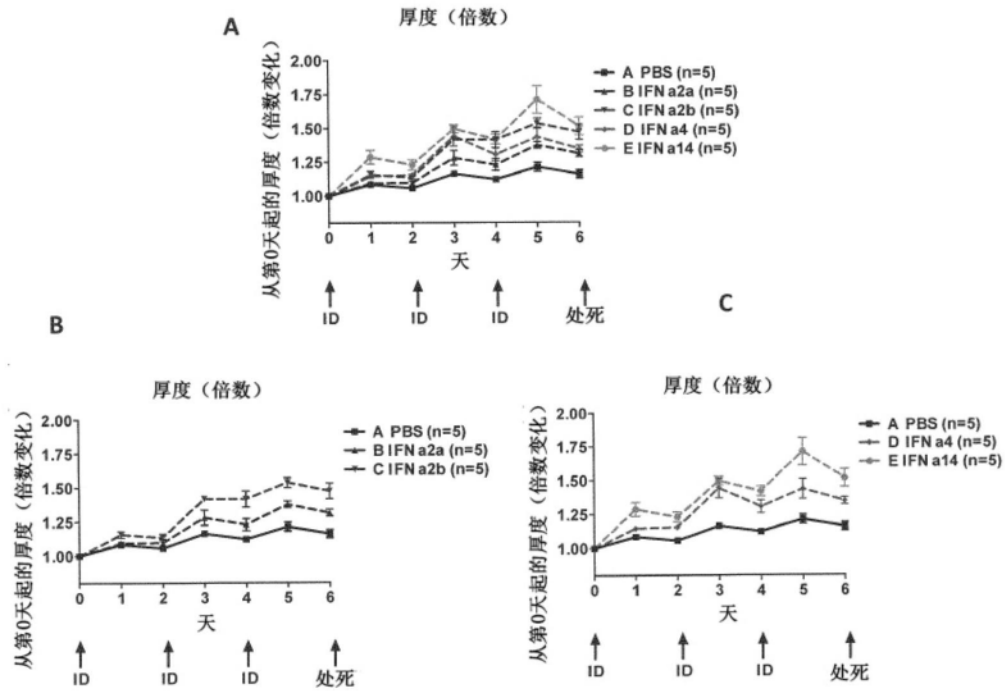 A
厚度（倍数）
从第0天起的厚度（倍数变化）
2.00
1.75
1.50
1.25
1.00
0 1 2 3 4 5 6
天
A PBS (n=5)
B IFN a2a (n=5)
C IFN a2b (n=5)
D IFN a4 (n=5)
E IFN a14 (n=5)
ID ID ID 处死
B
厚度（倍数）
从第0天起的厚度（倍数变化）
2.00
1.75
1.50
1.25
1.00
0 1 2 3 4 5 6
天
A PBS (n=5)
B IFN a2a (n=5)
C IFN a2b (n=5)
ID ID ID 处死
C
厚度（倍数）
从第0天起的厚度（倍数变化）
2.00
1.75
1.50
1.25
1.00
0 1 2 3 4 5 6
天
A PBS (n=5)
D IFN a4 (n=5)
E IFN a14 (n=5)
ID ID ID 处死